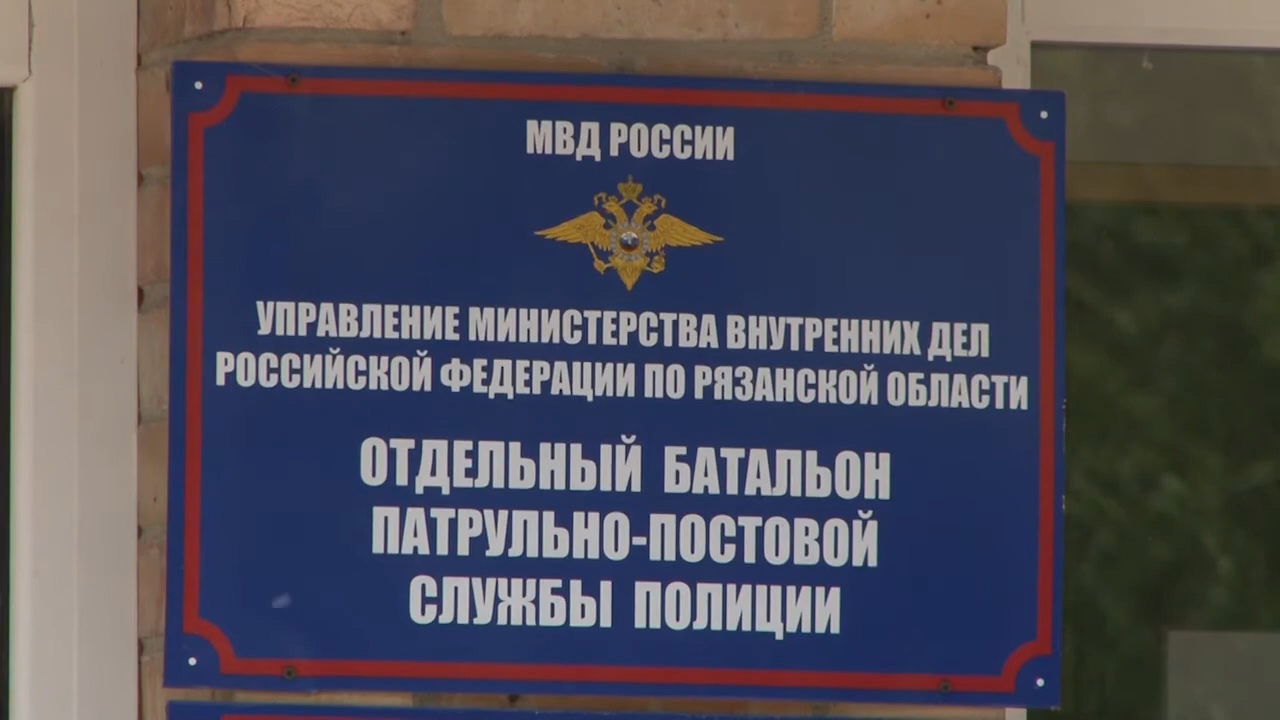 МВД РОССИИ
УПРАВЛЕНИЕ МИНИСТЕРСТВА ВНУТРЕННИХ ДЕЛ
РОССИЙСКОЙ ФЕДЕРАЦИИ ПО РЯЗАНСКОЙ ОБЛАСТИ
ОТДЕЛЬНЫЙ БАТАЛЬОН
ПАТРУЛЬНО-ПОСТОВОЙ
СЛУЖБЫ ПОЛИЦИИ